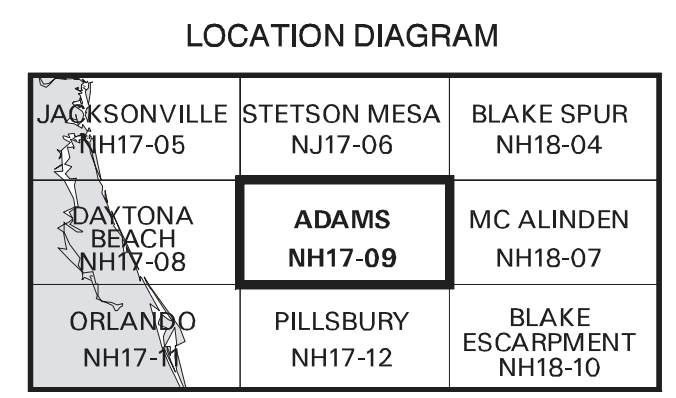 LOCATION DIAGRAM
JACKSONVILLE
NH17-05
STETSON MESA
NJ17-06
BLAKE SPUR
NH18-04
DAYTONA
BEACH
NH17-08
ADAMS
NH17-09
MC ALINDEN
NH18-07
ORLANDO
NH17-11
PILLSBURY
NH17-12
BLAKE
ESCARPMENT
NH18-10